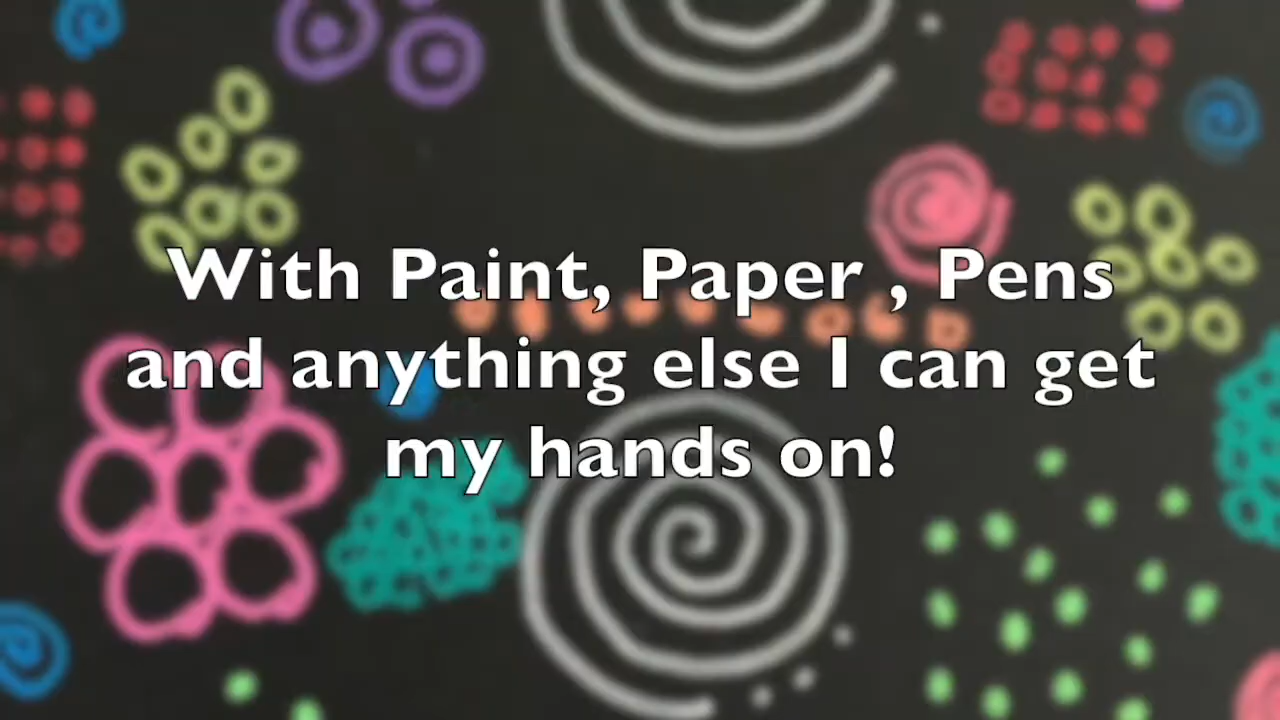 With Paint, Paper , Pens
and anything else I can get
my hands on!